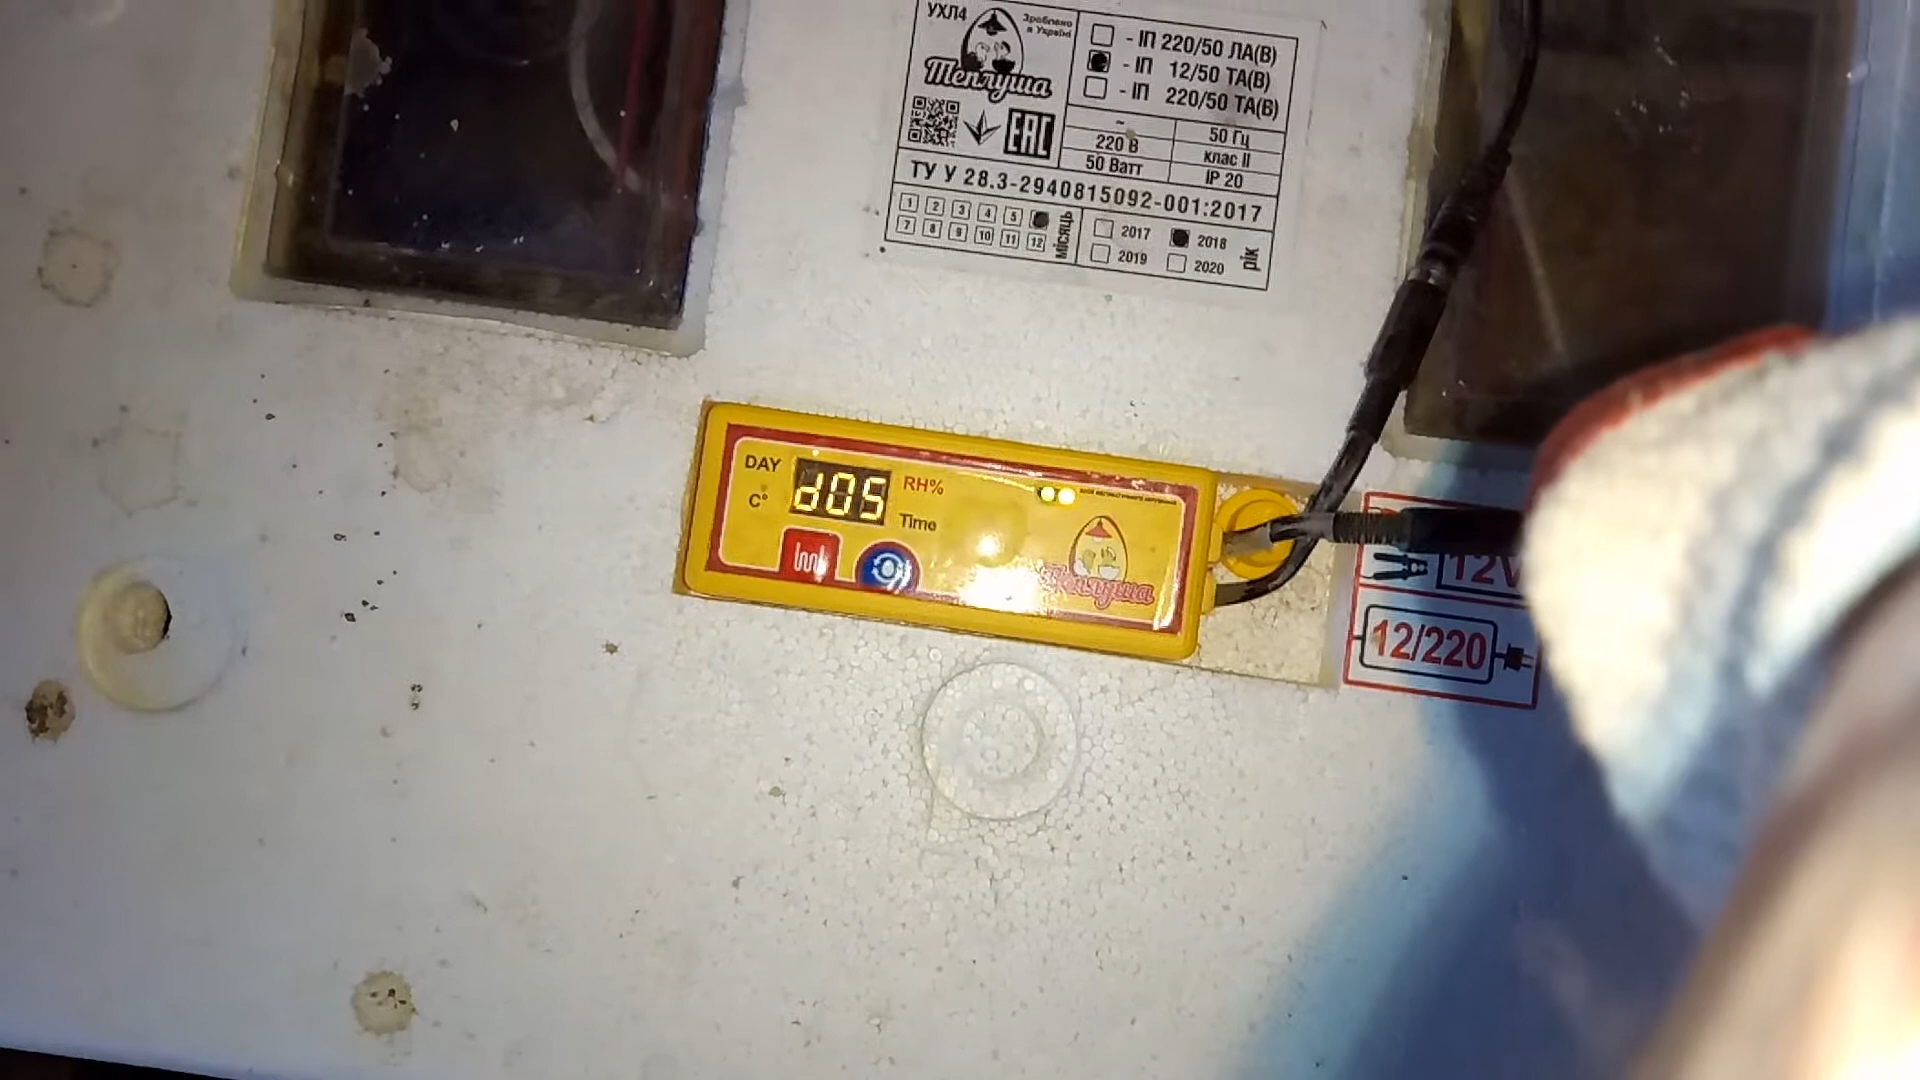 УХЛ4
Зроблено
в Україні
Теплуша
EAC
- ІП 220/50 ЛА(В)
- ІП 12/50 ТА(В)
- ІП 220/50 ТА(В)
~
220 В
50 Ватт
50 Гц
клас II
IP 20
ТУ У 28.3-2940815092-001:2017
1 2 3 4 5
7 8 9 10 11 12
місяць
2017
2018
2019
2020
рік
DAY
C°
d05
RH%
Time
Теплуша
12V
12/220